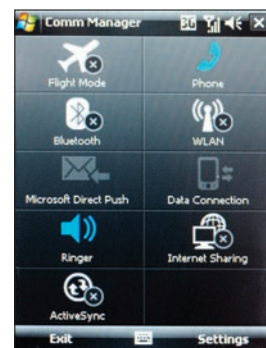 Comm Manager 3G
Flight Mode Phone
Bluetooth WLAN
Microsoft Direct Push Data Connection
Ringer Internet Sharing
ActiveSync
Exit Settings